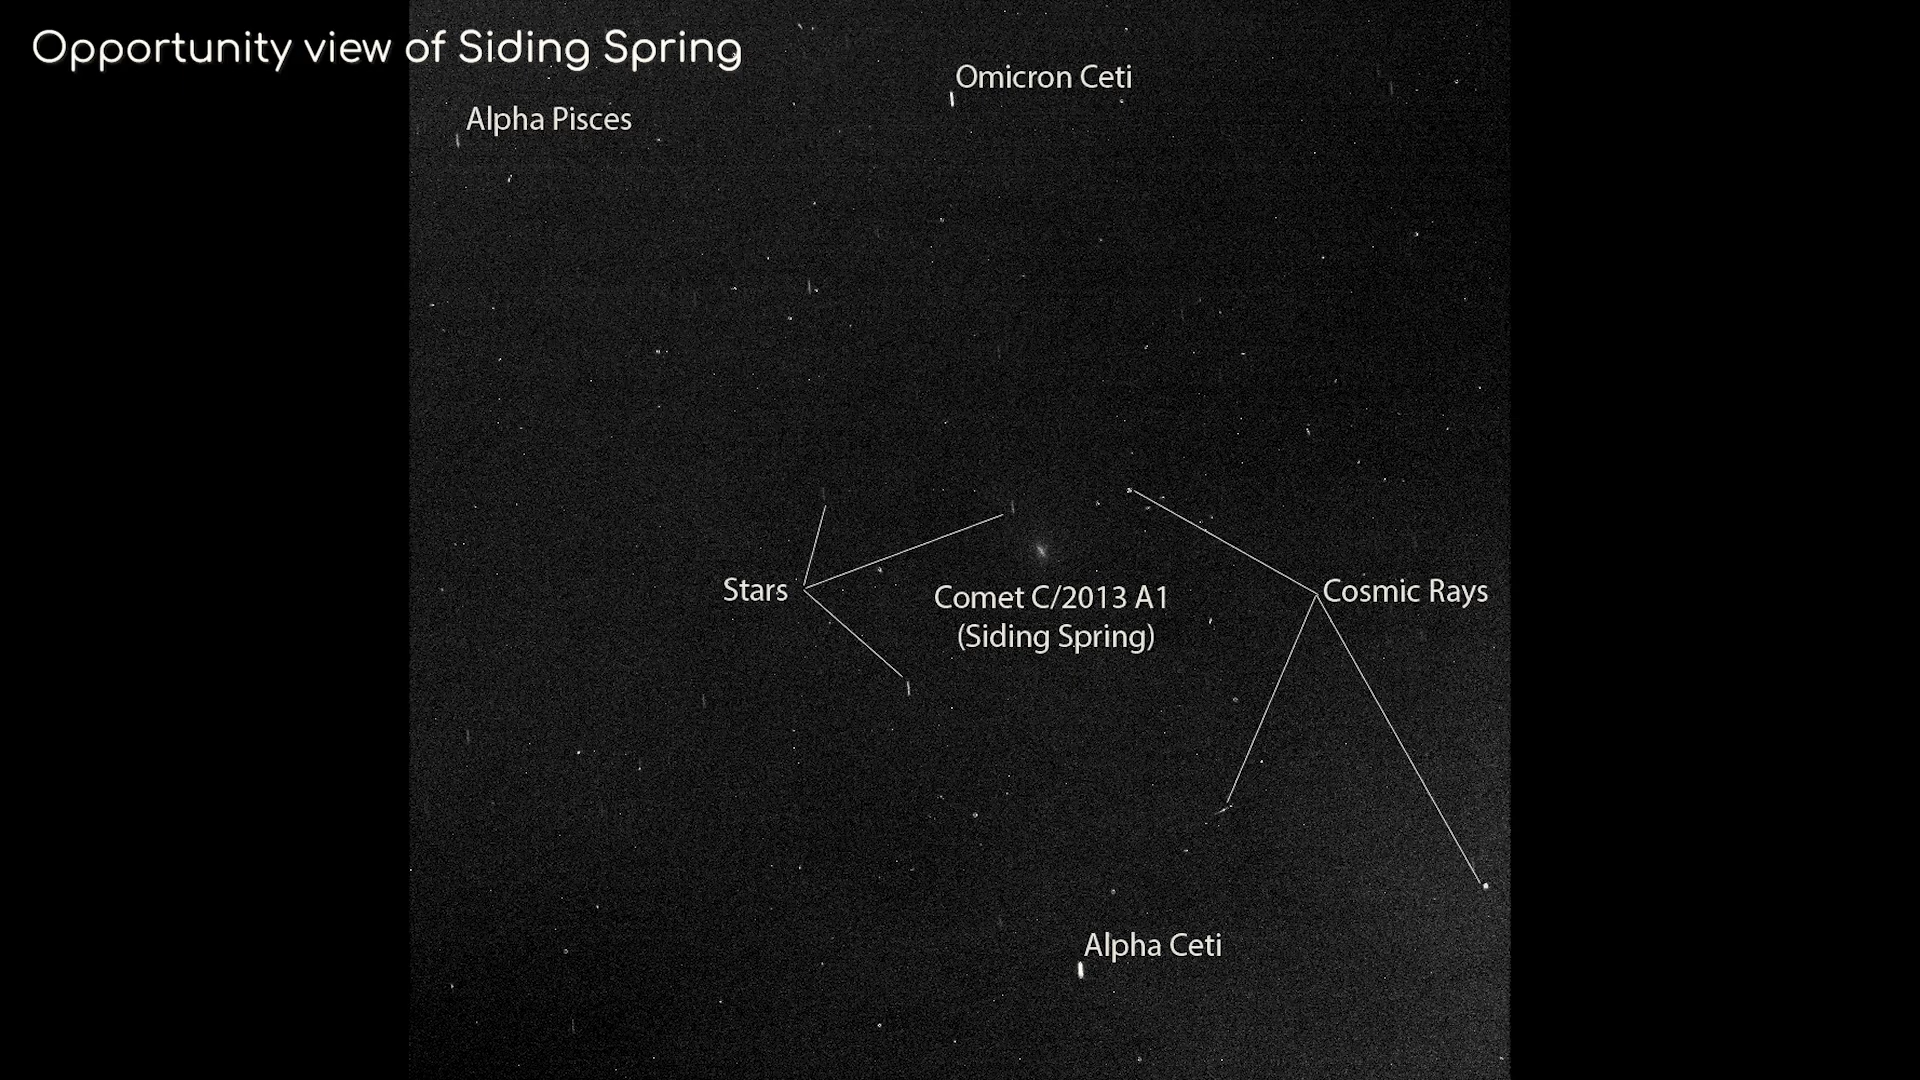 Opportunity view of Siding Spring
Omicron Ceti
Alpha Pisces
Stars
Comet C/2013 A1
(Siding Spring)
Cosmic Rays
Alpha Ceti